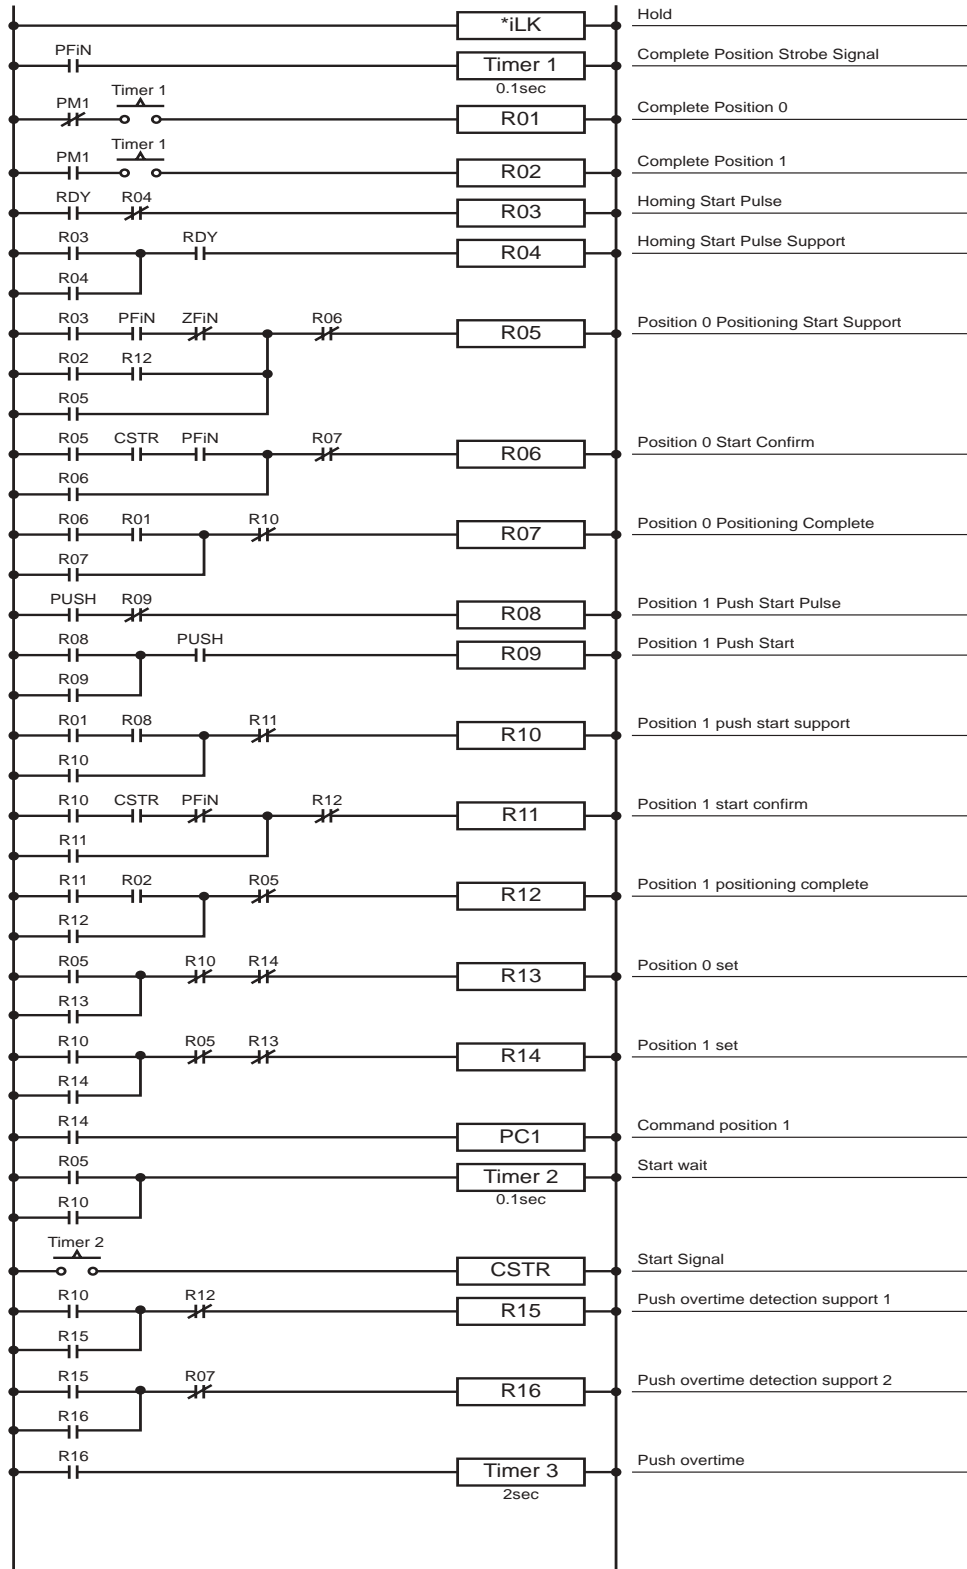 *iLK Hold
PFiN Timer 1 Complete Position Strobe Signal
0.1sec
Timer 1
PM1 R01 Complete Position 0
Timer 1
PM1 R02 Complete Position 1
RDY R04 R03 Homing Start Pulse
R03 RDY R04 Homing Start Pulse Support
R04
R03 PFiN ZFiN R06 R05 Position 0 Positioning Start Support
R02 R12
R05
R05 CSTR PFiN R07 R06 Position 0 Start Confirm
R06
R06 R01 R10 R07 Position 0 Positioning Complete
R07
PUSH R09 R08 Position 1 Push Start Pulse
R08 PUSH R09 Position 1 Push Start
R09
R01 R08 R11 R10 Position 1 push start support
R10
R10 CSTR PFiN R12 R11 Position 1 start confirm
R11
R11 R02 R05 R12 Position 1 positioning complete
R12
R05 R10 R14 R13 Position 0 set
R13
R10 R05 R13 R14 Position 1 set
R14
R14 PC1 Command position 1
R05 Timer 2 Start wait
0.1sec
R10
Timer 2
CSTR Start Signal
R10 R12 R15 Push overtime detection support 1
R15
R15 R07 R16 Push overtime detection support 2
R16
R16 Timer 3 Push overtime
2sec